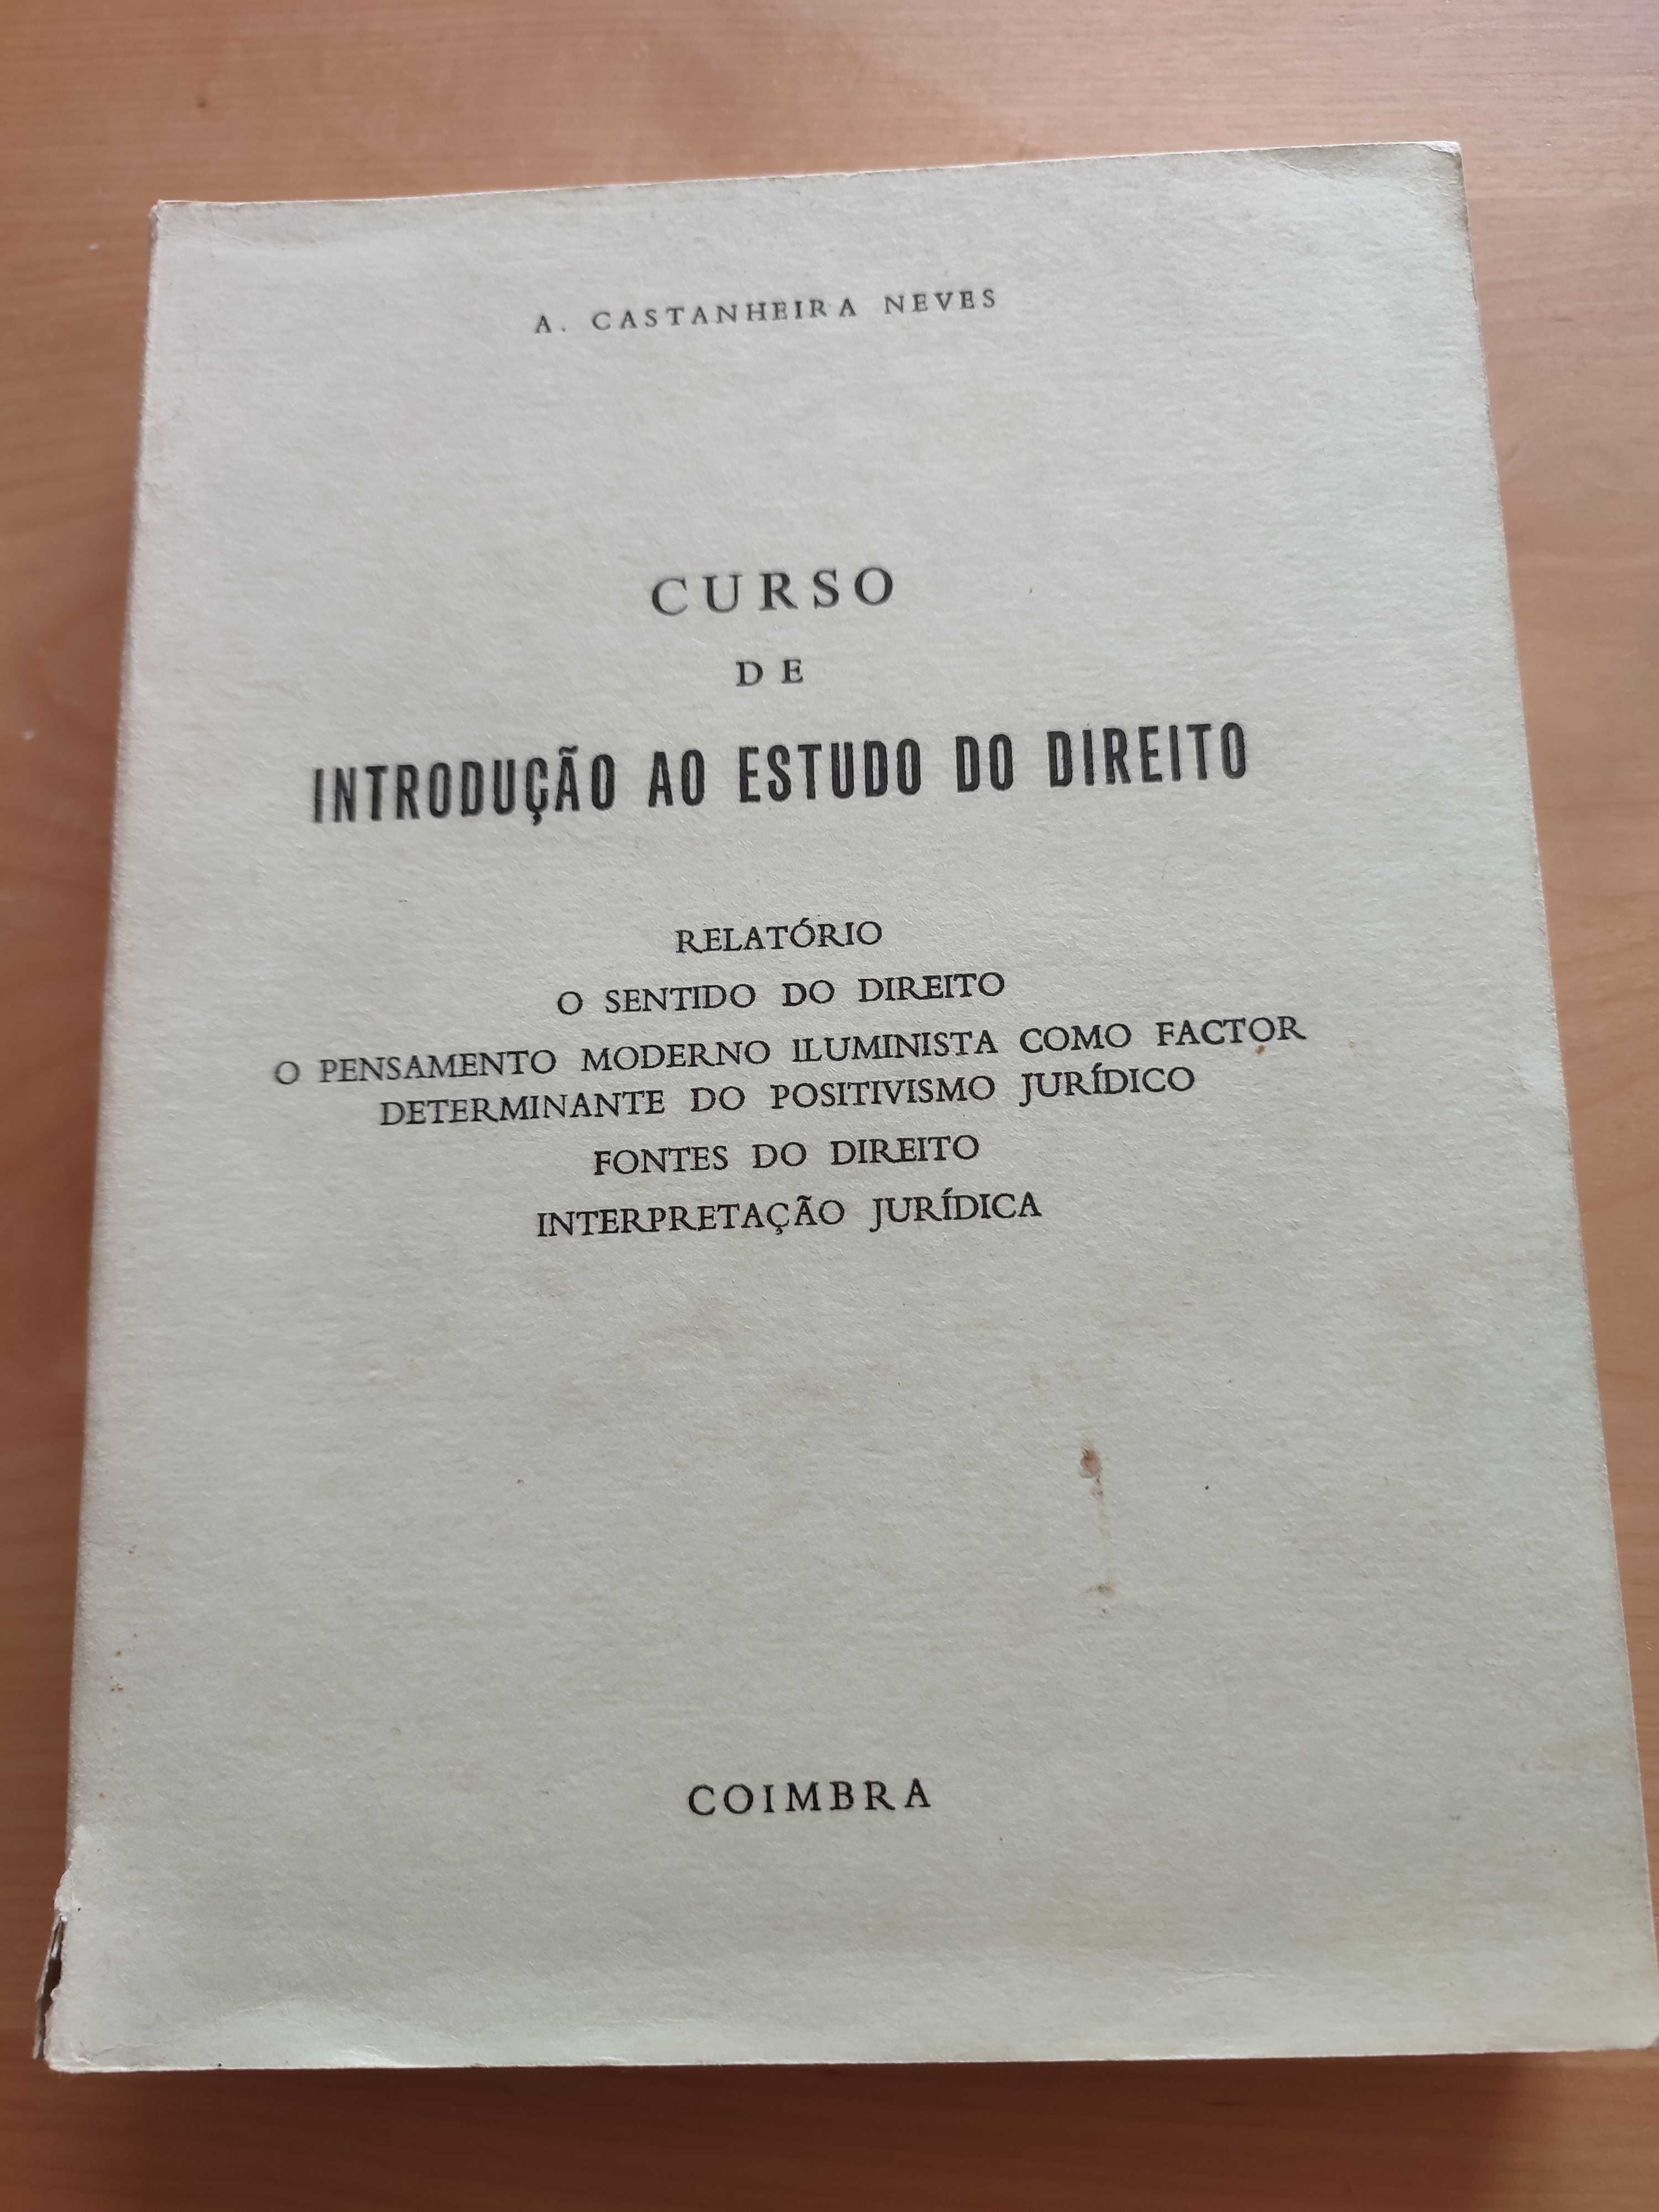 A. CASTANHEIRA NEVES
CURSO
DE
INTRODUÇÃO AO ESTUDO DO DIREITO
RELATÓRIO
O SENTIDO DO DIREITO
O PENSAMENTO MODERNO ILUMINISTA COMO FACTOR
DETERMINANTE DO POSITIVISMO JURÍDICO
FONTES DO DIREITO
INTERPRETAÇÃO JURÍDICA
COIMBRA